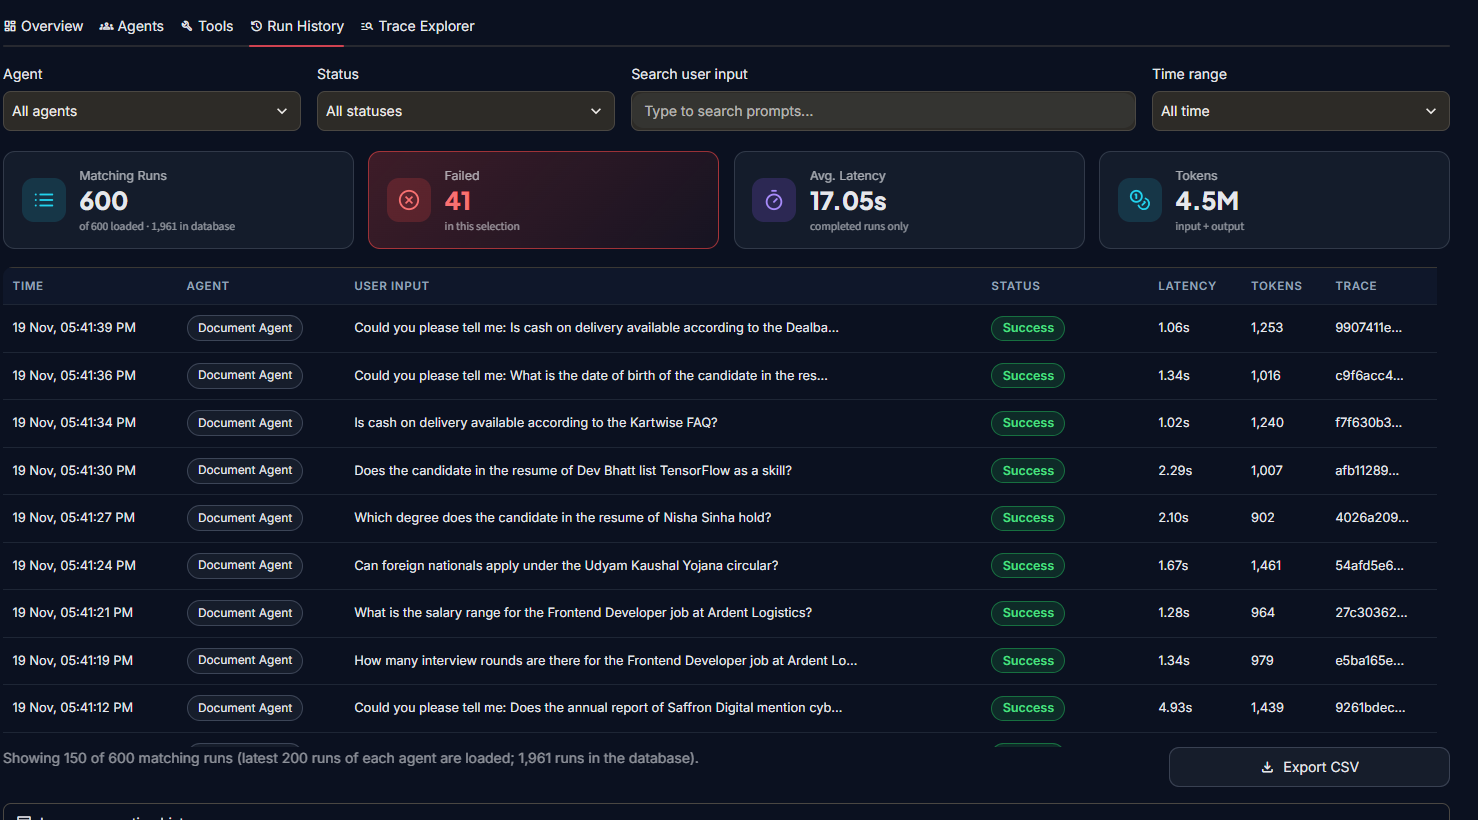 Overview Agents Tools Run History Trace Explorer
Agent Status Search user input Time range
All agents All statuses Type to search prompts... All time
Matching Runs
600
of 600 loaded · 1,961 in database
Failed
41
in this selection
Avg. Latency
17.05s
completed runs only
Tokens
4.5M
input + output
TIME AGENT USER INPUT STATUS LATENCY TOKENS TRACE
19 Nov, 05:41:39 PM Document Agent Could you please tell me: Is cash on delivery available according to the Dealba... Success 1.06s 1,253 9907411e...
19 Nov, 05:41:36 PM Document Agent Could you please tell me: What is the date of birth of the candidate in the res... Success 1.34s 1,016 c9f6acc4...
19 Nov, 05:41:34 PM Document Agent Is cash on delivery available according to the Kartwise FAQ? Success 1.02s 1,240 f7f630b3...
19 Nov, 05:41:30 PM Document Agent Does the candidate in the resume of Dev Bhatt list TensorFlow as a skill? Success 2.29s 1,007 afb11289...
19 Nov, 05:41:27 PM Document Agent Which degree does the candidate in the resume of Nisha Sinha hold? Success 2.10s 902 4026a209...
19 Nov, 05:41:24 PM Document Agent Can foreign nationals apply under the Udyam Kaushal Yojana circular? Success 1.67s 1,461 54afd5e6...
19 Nov, 05:41:21 PM Document Agent What is the salary range for the Frontend Developer job at Ardent Logistics? Success 1.28s 964 27c30362...
19 Nov, 05:41:19 PM Document Agent How many interview rounds are there for the Frontend Developer job at Ardent Lo... Success 1.34s 979 e5ba165e...
19 Nov, 05:41:12 PM Document Agent Could you please tell me: Does the annual report of Saffron Digital mention cyb... Success 4.93s 1,439 9261bdec...
Showing 150 of 600 matching runs (latest 200 runs of each agent are loaded; 1,961 runs in the database).
Export CSV